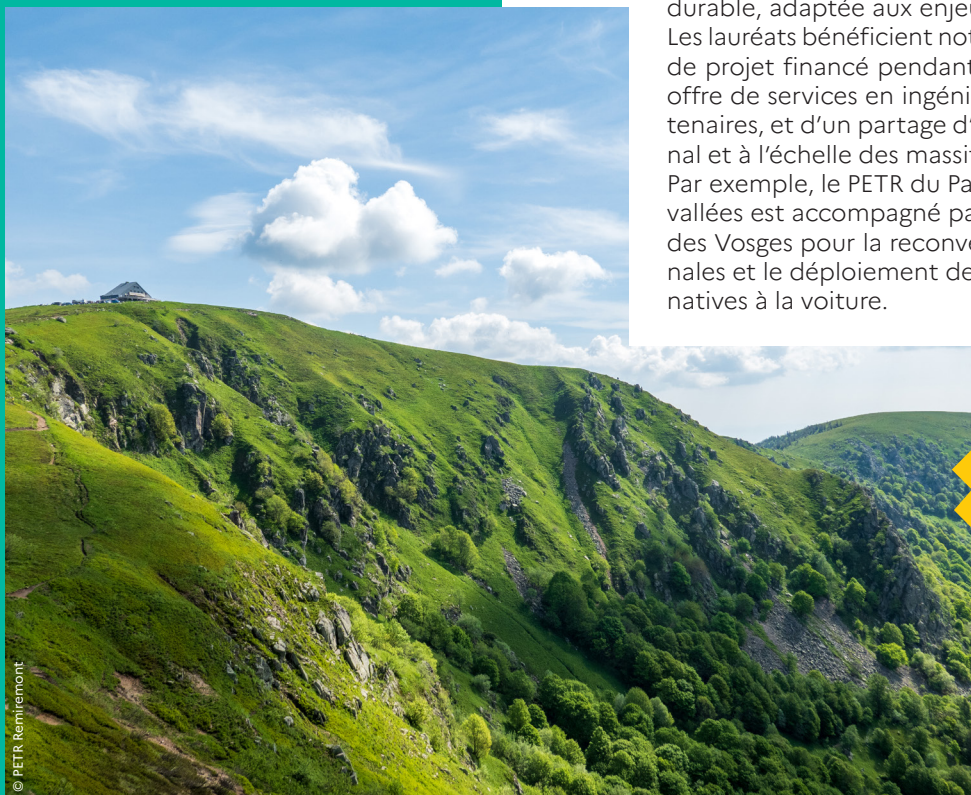 durable, adaptée aux enjeu
Les lauréats bénéficient not
de projet financé pendant
offre de services en ingéni
tenaires, et d'un partage d'
nal et à l'échelle des massif
Par exemple, le PETR du Pa
vallées est accompagné pa
des Vosges pour la reconve
nales et le déploiement de
natives à la voiture.
© PETR Remiremont